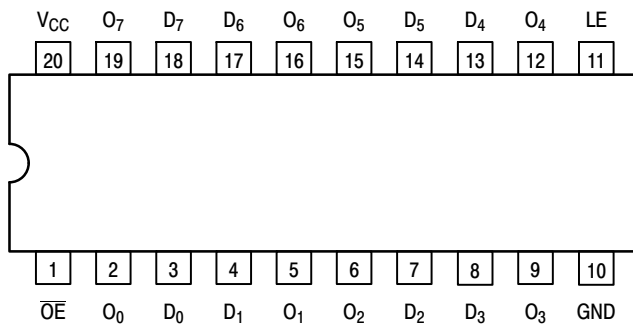 V_CC O₇ D₇ D₆ O₆ O₅ D₅ D₄ O₄ LE
20 19 18 17 16 15 14 13 12 11
1 2 3 4 5 6 7 8 9 10
O̅E̅ O₀ D₀ D₁ O₁ O₂ D₂ D₃ O₃ GND